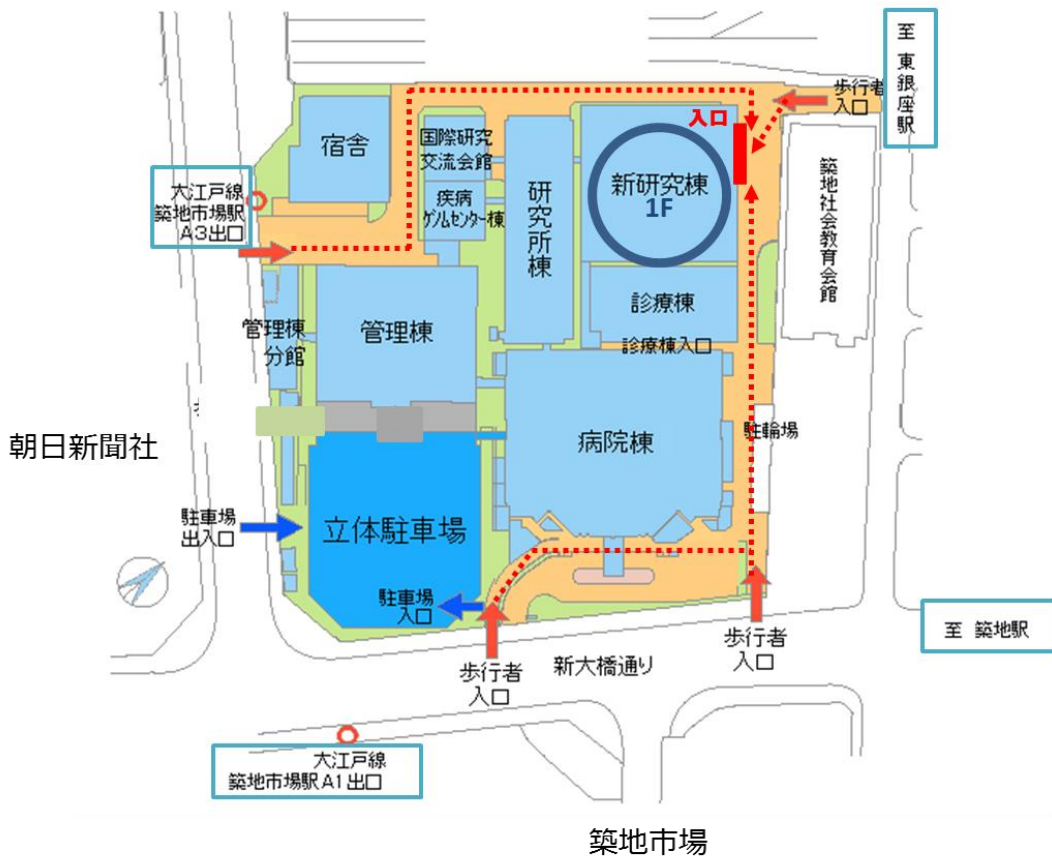 至
東
銀
座
駅
歩行者
入口
入口
宿舎
国際研究
交流会館
新研究棟
1F
築地社会教育会館
大江戸線
築地市場駅
A3出口
疾病
ゲノムセンター棟
研究所棟
診療棟
診療棟入口
管理棟
分館
管理棟
朝日新聞社
病院棟
駐輪場
駐車場
出入口
立体駐車場
駐車場
入口
歩行者
入口
新大橋通り
歩行者
入口
至 築地駅
大江戸線
築地市場駅A1出口
築地市場